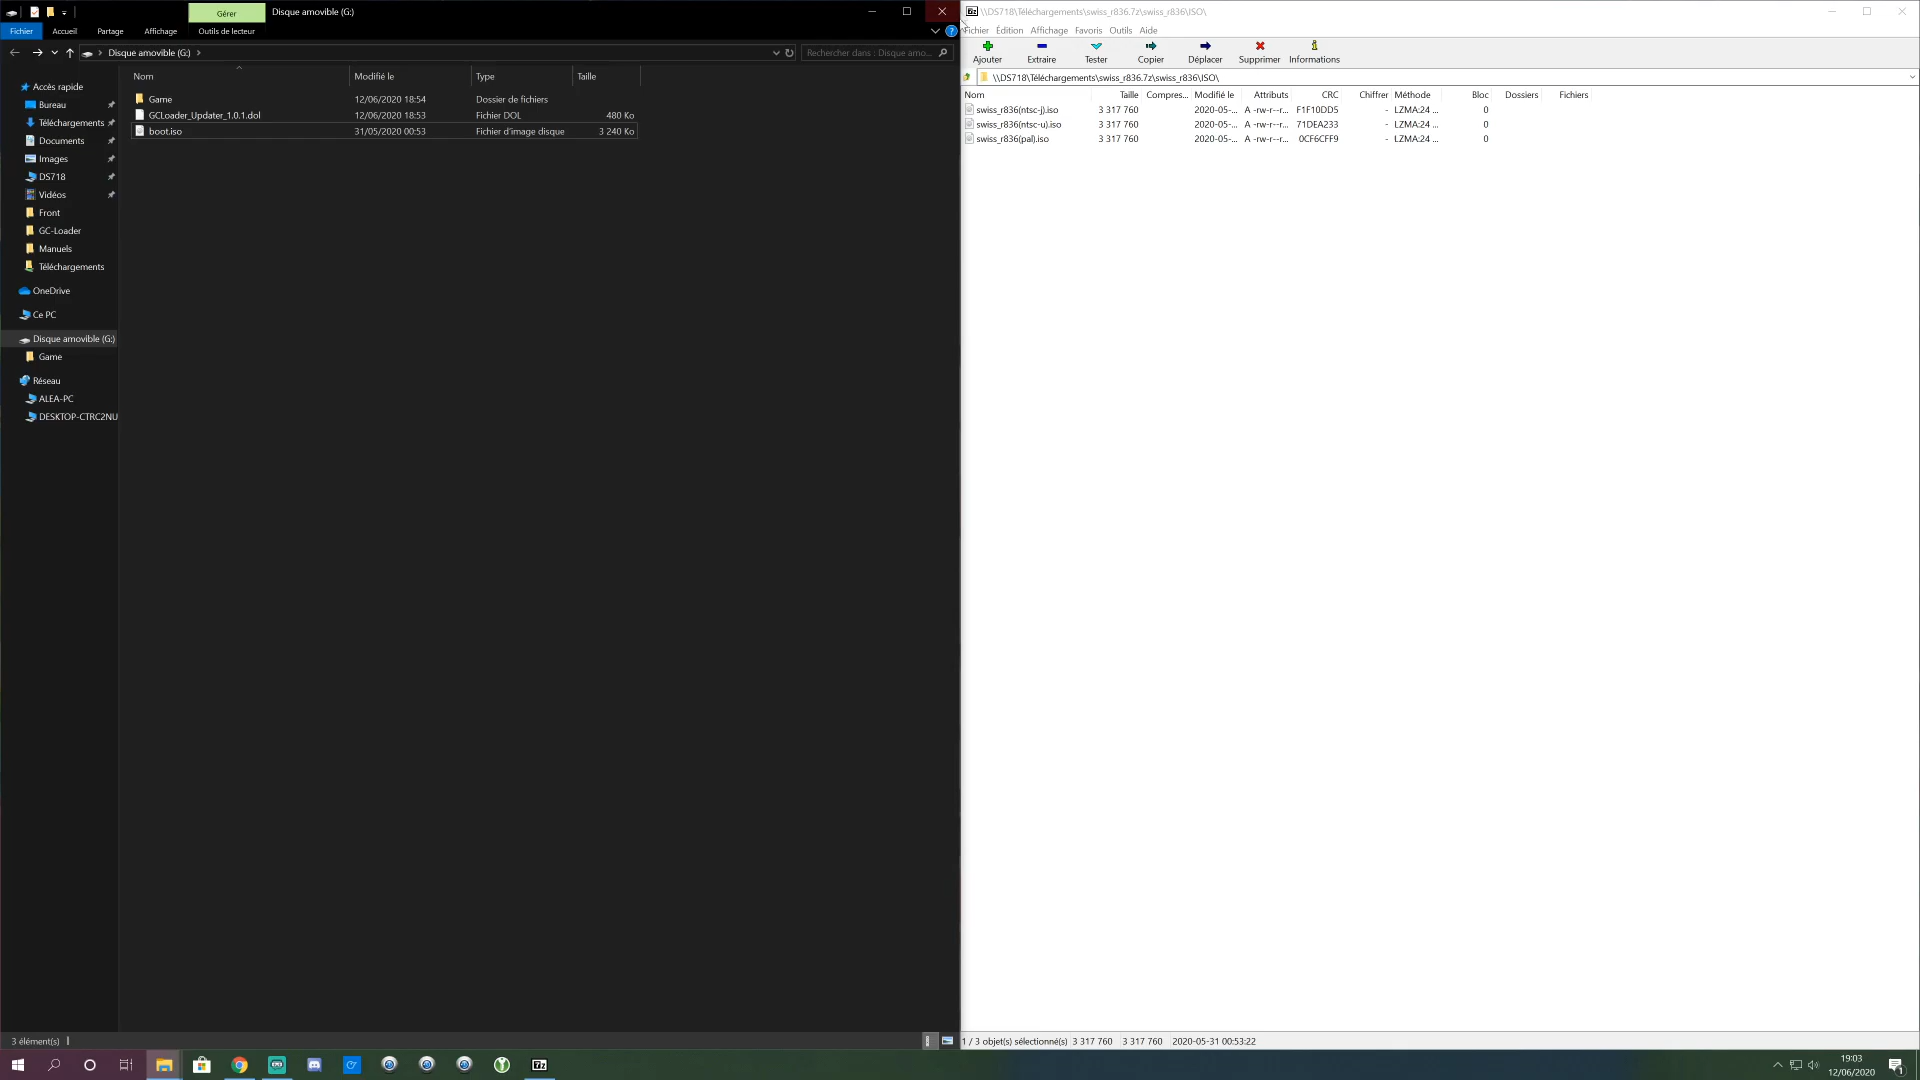 Gérer
Disque amovible (G:)
Fichier
Accueil
Partage
Affichage
Outils de lecteur
Disque amovible (G:)
Rechercher dans : Disque amo...
Nom
Modifié le
Type
Taille
Game
12/06/2020 18:54
Dossier de fichiers
GCLoader_Updater_1.0.1.dol
12/06/2020 18:53
Fichier DOL
480 Ko
boot.iso
31/05/2020 00:53
Fichier d'image disque
3 240 Ko
Accès rapide
Bureau
Téléchargements
Documents
Images
DS718
Vidéos
Front
GC-Loader
Manuels
Téléchargements
OneDrive
Ce PC
Disque amovible (G:)
Game
Réseau
ALEA-PC
DESKTOP-CTRC2NU
3 élément(s)
\\DS718\Téléchargements\swiss_r836.7z\swiss_r836\ISO\
Fichier Édition Affichage Favoris Outils Aide
Ajouter
Extraire
Tester
Copier
Déplacer
Supprimer
Informations
\\DS718\Téléchargements\swiss_r836.7z\swiss_r836\ISO\
Nom Taille Compres... Modifié le Attributs CRC Chiffrer Méthode Bloc Dossiers Fichiers
swiss_r836(ntsc-j).iso 3 317 760 2020-05-... A -rw-r--r... F1F10DD5 - LZMA:24 ... 0
swiss_r836(ntsc-u).iso 3 317 760 2020-05-... A -rw-r--r... 71DEA233 - LZMA:24 ... 0
swiss_r836(pal).iso 3 317 760 2020-05-... A -rw-r--r... 0CF6CFF9 - LZMA:24 ... 0
1 / 3 objet(s) sélectionné(s) 3 317 760 3 317 760 2020-05-31 00:53:22
19:03
12/06/2020
1